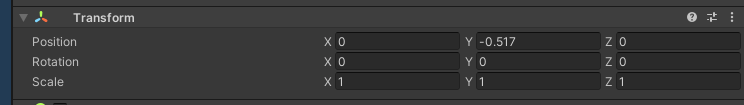 Transform
Position X 0 Y -0.517 Z 0
Rotation X 0 Y 0 Z 0
Scale X 1 Y 1 Z 1